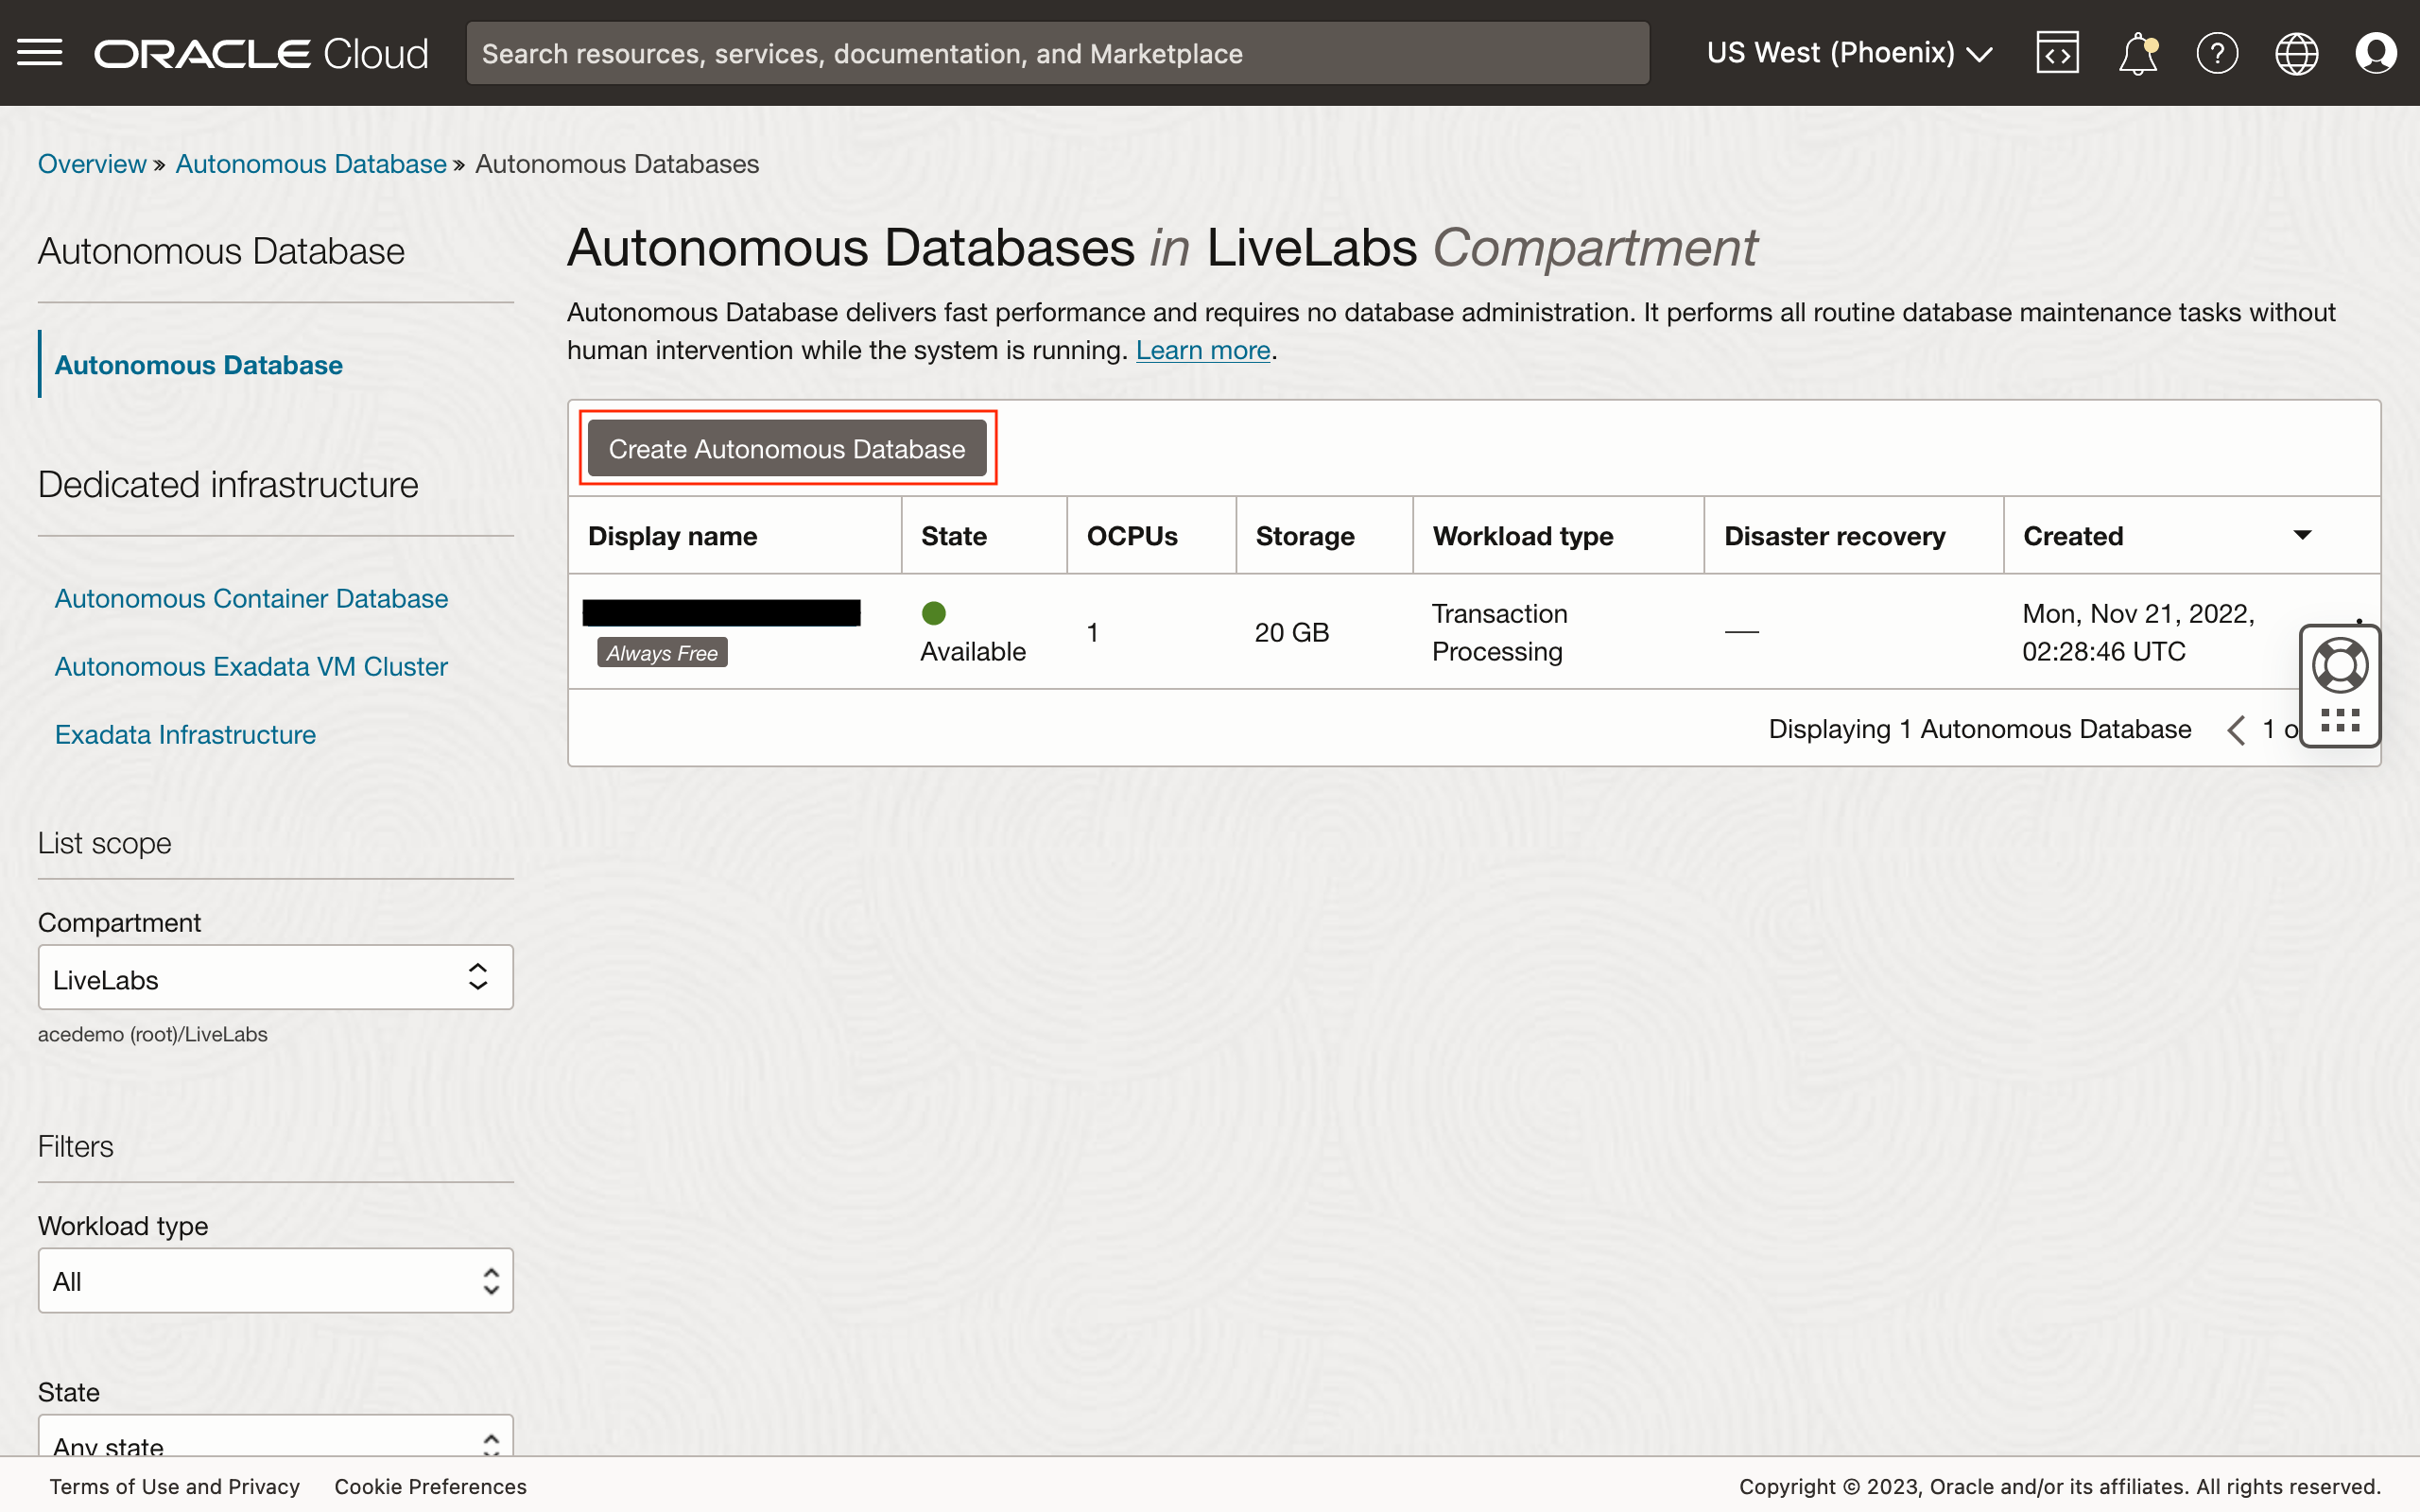 ORACLE Cloud
Search resources, services, documentation, and Marketplace
US West (Phoenix)
Overview » Autonomous Database » Autonomous Databases
Autonomous Database
Autonomous Database
Dedicated infrastructure
Autonomous Container Database
Autonomous Exadata VM Cluster
Exadata Infrastructure
List scope
Compartment
LiveLabs
acedemo (root)/LiveLabs
Filters
Workload type
All
State
Any state
Autonomous Databases in LiveLabs Compartment
Autonomous Database delivers fast performance and requires no database administration. It performs all routine database maintenance tasks without
human intervention while the system is running. Learn more.
Create Autonomous Database
Display name State OCPUs Storage Workload type Disaster recovery Created
Always Free
Available
1
20 GB
Transaction
Processing
—
Mon, Nov 21, 2022,
02:28:46 UTC
Displaying 1 Autonomous Database 1 o
Terms of Use and Privacy Cookie Preferences
Copyright © 2023, Oracle and/or its affiliates. All rights reserved.